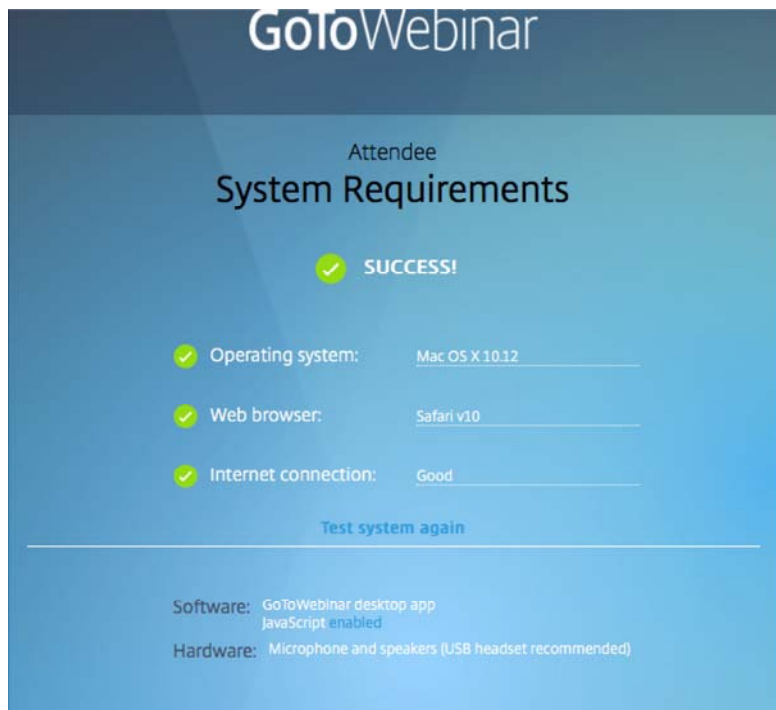 GoToWebinar
Attendee
System Requirements
SUCCESS!
Operating system: Mac OS X 10.12
Web browser: Safari v10
Internet connection: Good
Test system again
Software: GoToWebinar desktop app
JavaScript enabled
Hardware: Microphone and speakers (USB headset recommended)